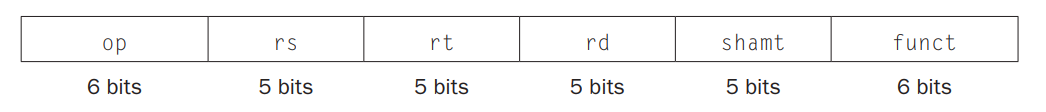 op rs rt rd shamt funct
6 bits 5 bits 5 bits 5 bits 5 bits 6 bits